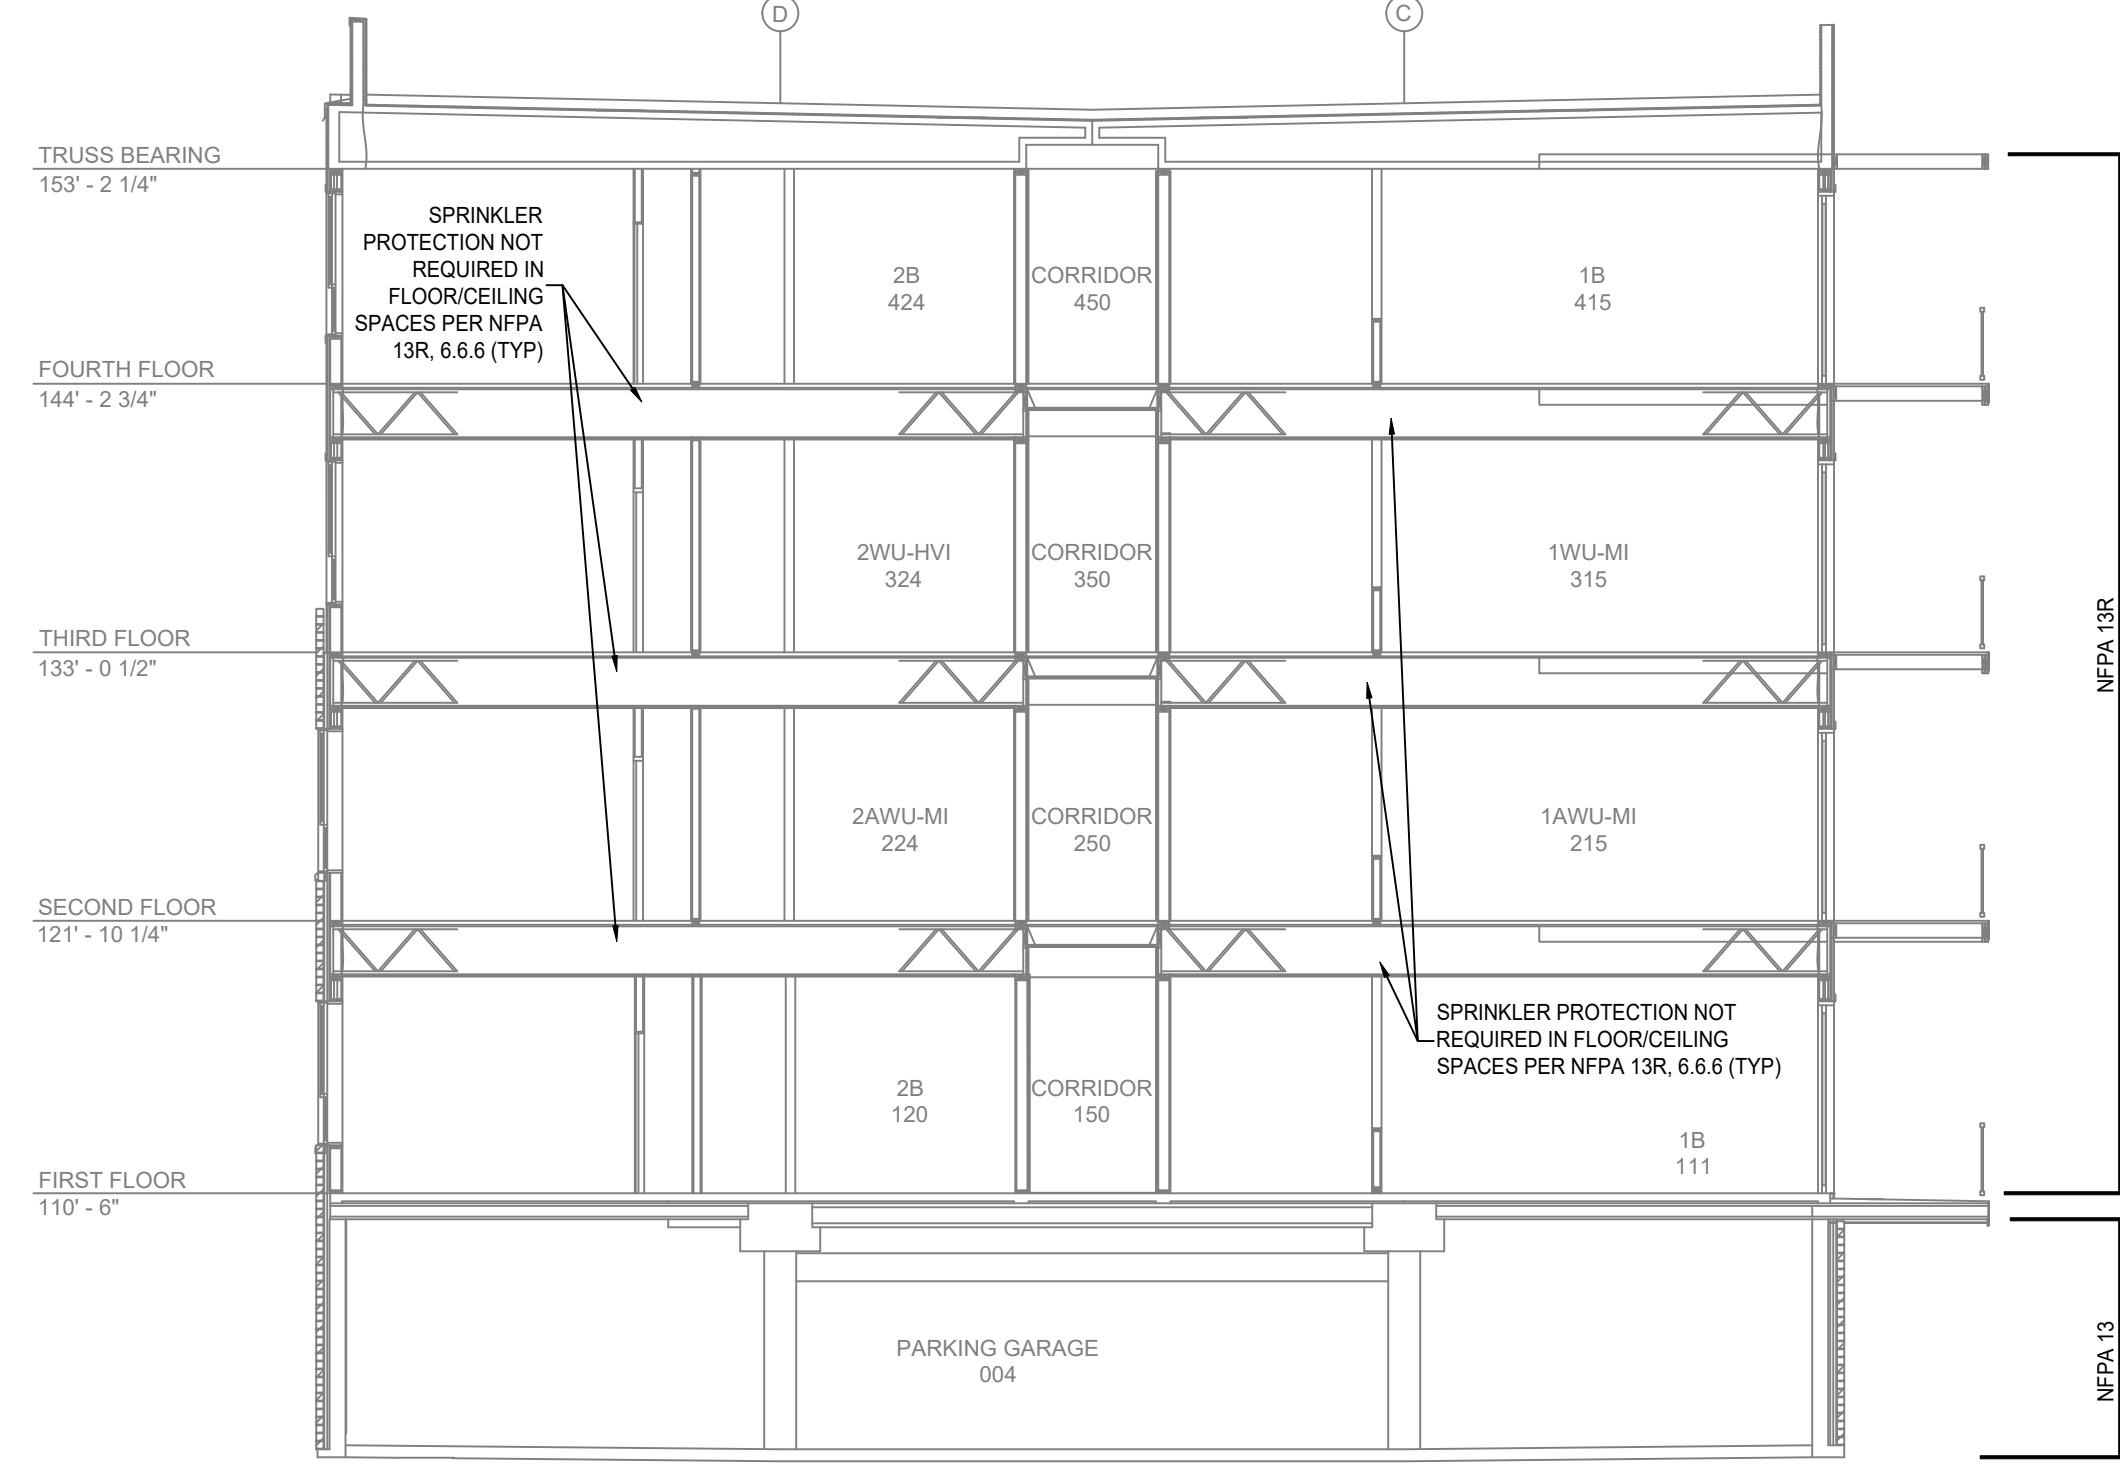 D
C
TRUSS BEARING
153' - 2 1/4"
SPRINKLER
PROTECTION NOT
REQUIRED IN
FLOOR/CEILING
SPACES PER NFPA
13R, 6.6.6 (TYP)
2B
424
CORRIDOR
450
1B
415
FOURTH FLOOR
144' - 2 3/4"
2WU-HVI
324
CORRIDOR
350
1WU-MI
315
NFPA 13R
THIRD FLOOR
133' - 0 1/2"
2AWU-MI
224
CORRIDOR
250
1AWU-MI
215
SECOND FLOOR
121' - 10 1/4"
SPRINKLER PROTECTION NOT
REQUIRED IN FLOOR/CEILING
SPACES PER NFPA 13R, 6.6.6 (TYP)
2B
120
CORRIDOR
150
1B
111
FIRST FLOOR
110' - 6"
PARKING GARAGE
004
NFPA 13